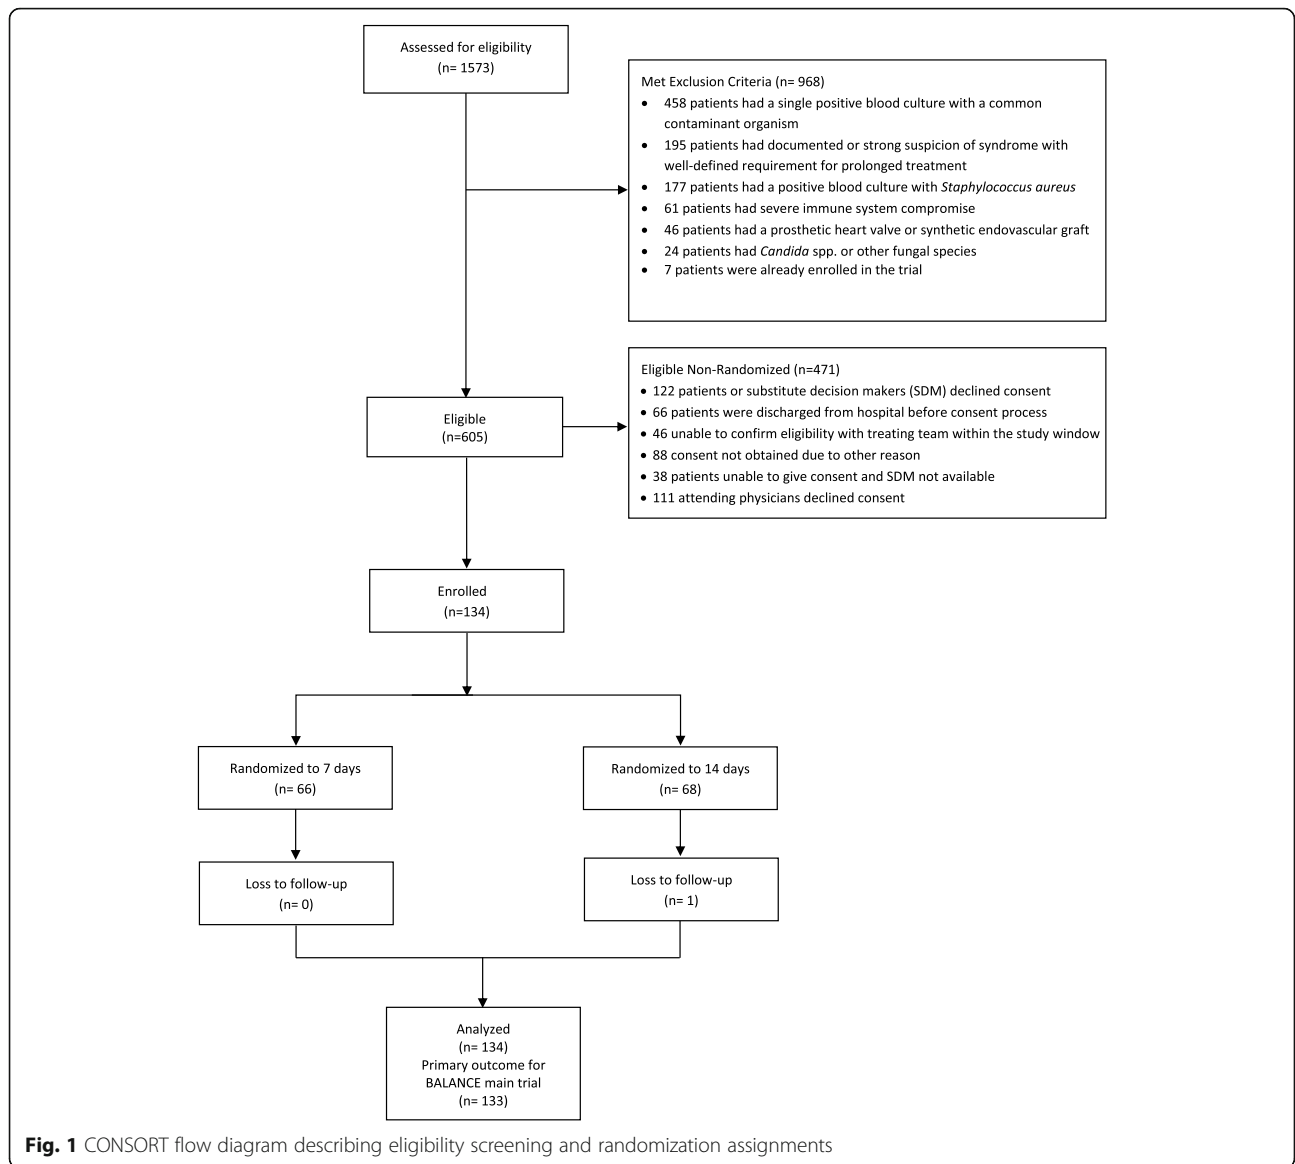 Assessed for eligibility
(n= 1573)
Met Exclusion Criteria (n= 968)
• 458 patients had a single positive blood culture with a common
contaminant organism
• 195 patients had documented or strong suspicion of syndrome with
well-defined requirement for prolonged treatment
• 177 patients had a positive blood culture with Staphylococcus aureus
• 61 patients had severe immune system compromise
• 46 patients had a prosthetic heart valve or synthetic endovascular graft
• 24 patients had Candida spp. or other fungal species
• 7 patients were already enrolled in the trial
Eligible Non-Randomized (n=471)
• 122 patients or substitute decision makers (SDM) declined consent
• 66 patients were discharged from hospital before consent process
• 46 unable to confirm eligibility with treating team within the study window
• 88 consent not obtained due to other reason
• 38 patients unable to give consent and SDM not available
• 111 attending physicians declined consent
Eligible
(n=605)
Enrolled
(n=134)
Randomized to 7 days
(n= 66)
Randomized to 14 days
(n= 68)
Loss to follow-up
(n= 0)
Loss to follow-up
(n= 1)
Analyzed
(n= 134)
Primary outcome for
BALANCE main trial
(n= 133)
Fig. 1 CONSORT flow diagram describing eligibility screening and randomization assignments